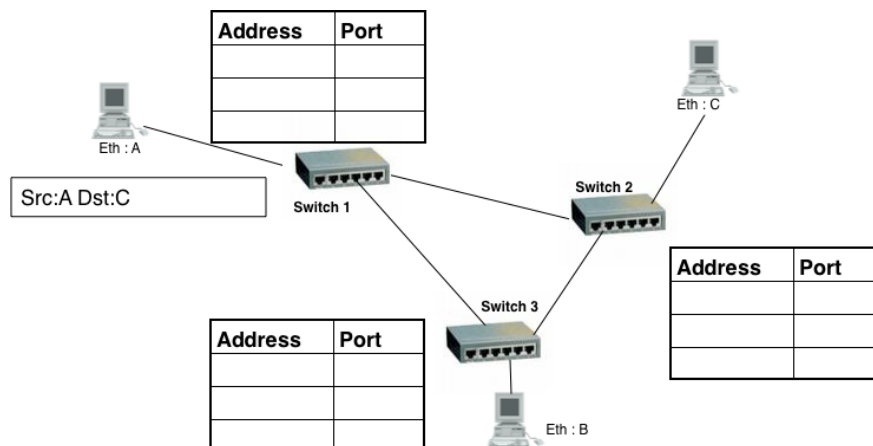 Address Port
Eth : C
Eth : A
Src:A Dst:C
Switch 1
Switch 2
Address Port
Switch 3
Address Port
Eth : B